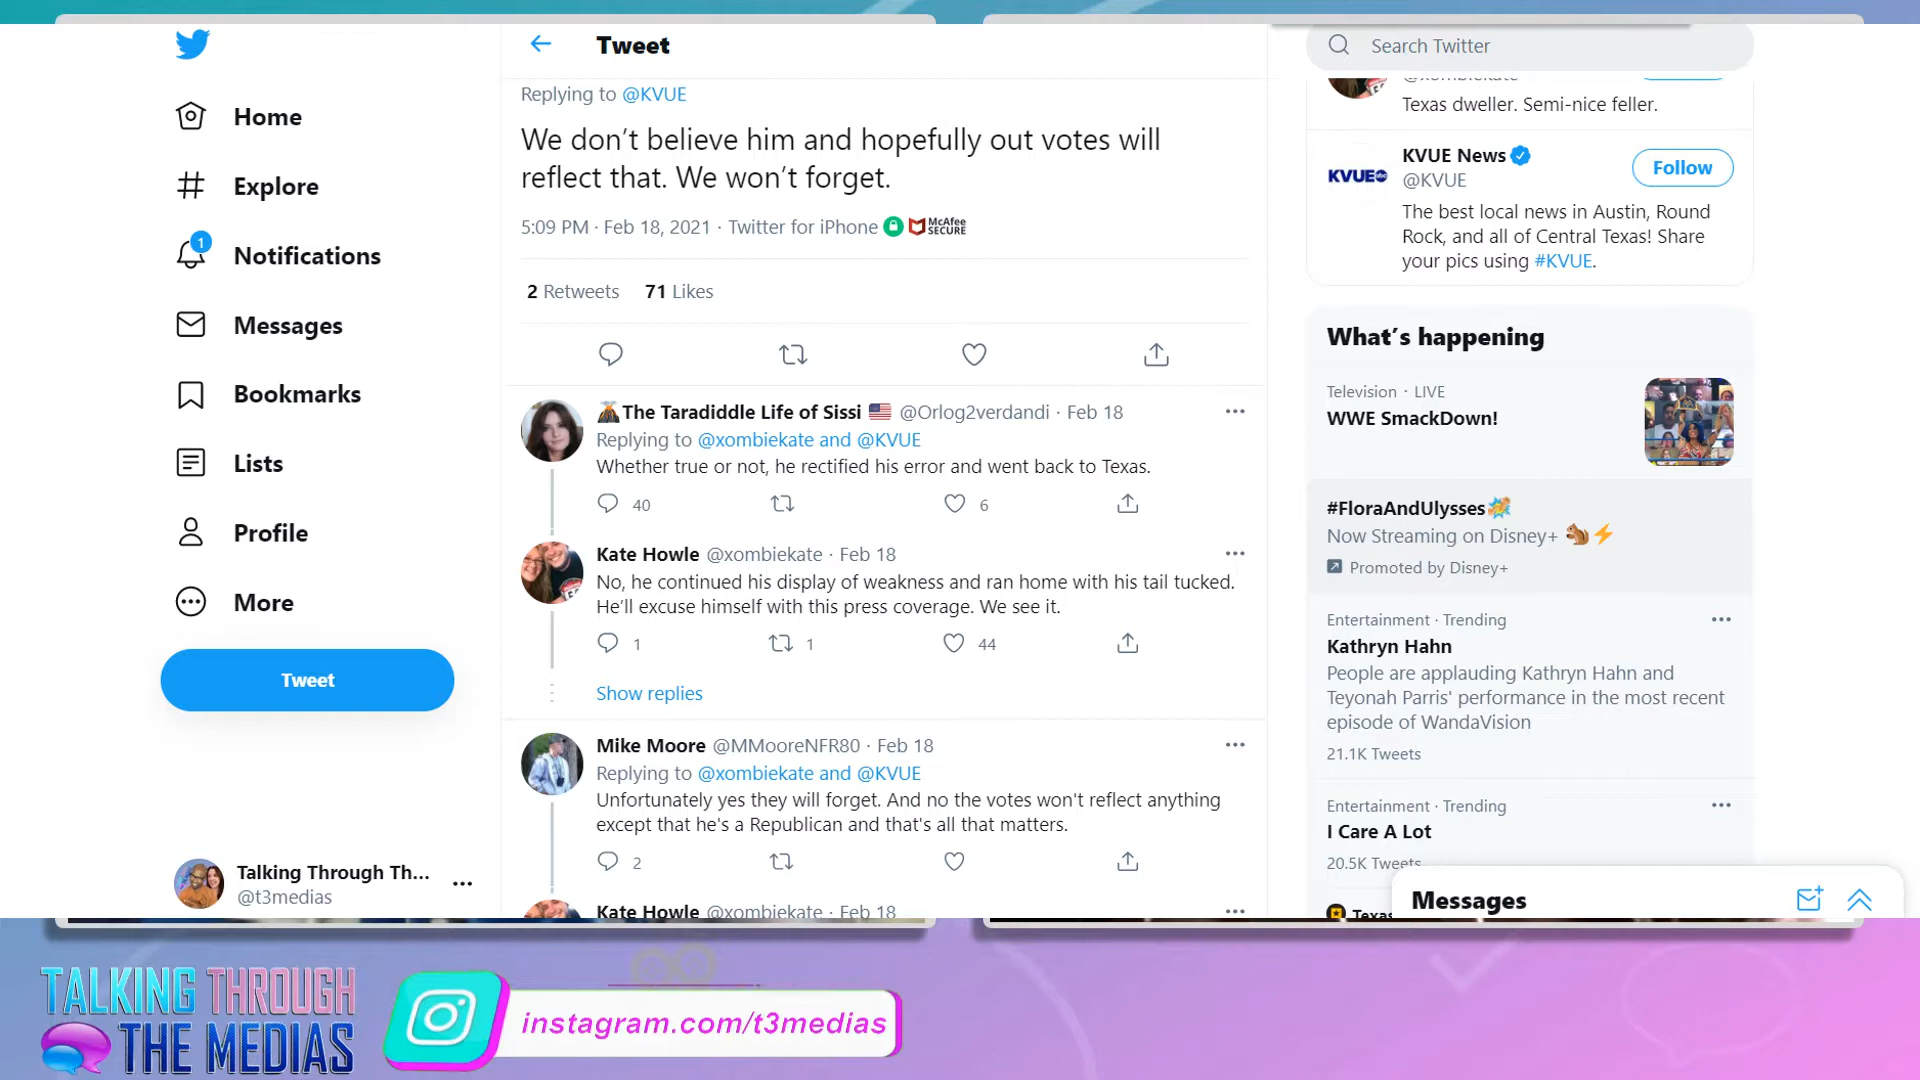 Home
Explore
1
Notifications
Messages
Bookmarks
Lists
Profile
More
Tweet
Talking Through Th...
@t3medias
Tweet
Replying to @KVUE
We don’t believe him and hopefully out votes will
reflect that. We won’t forget.
5:09 PM · Feb 18, 2021 · Twitter for iPhone McAfee SECURE
2 Retweets 71 Likes
The Taradiddle Life of Sissi @Orlog2verdandi · Feb 18
Replying to @xombiekate and @KVUE
Whether true or not, he rectified his error and went back to Texas.
40 6
Kate Howle @xombiekate · Feb 18
No, he continued his display of weakness and ran home with his tail tucked.
He’ll excuse himself with this press coverage. We see it.
1 1 44
Show replies
Mike Moore @MMooreNFR80 · Feb 18
Replying to @xombiekate and @KVUE
Unfortunately yes they will forget. And no the votes won't reflect anything
except that he's a Republican and that's all that matters.
2
Kate Howle @xombiekate · Feb 18
Search Twitter
@xombiekate
Texas dweller. Semi-nice feller.
KVUE abc
KVUE News
@KVUE
Follow
The best local news in Austin, Round
Rock, and all of Central Texas! Share
your pics using #KVUE.
What’s happening
Television · LIVE
WWE SmackDown!
#FloraAndUlysses
Now Streaming on Disney+
Promoted by Disney+
Entertainment · Trending
Kathryn Hahn
People are applauding Kathryn Hahn and
Teyonah Parris' performance in the most recent
episode of WandaVision
21.1K Tweets
Entertainment · Trending
I Care A Lot
20.5K Tweets
Texas
Messages
TALKING THROUGH
THE MEDIAS
instagram.com/t3medias